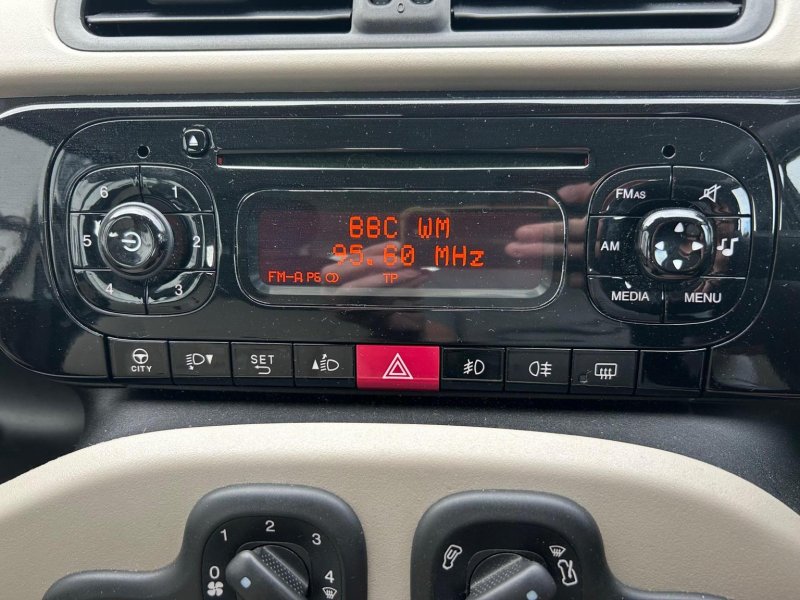 0
6 1
5 2
4 3
BBC WM
95.60 MHz
FM-A P6 TP
FMAS
AM
MEDIA MENU
CITY
SET
0 1 2 3 4